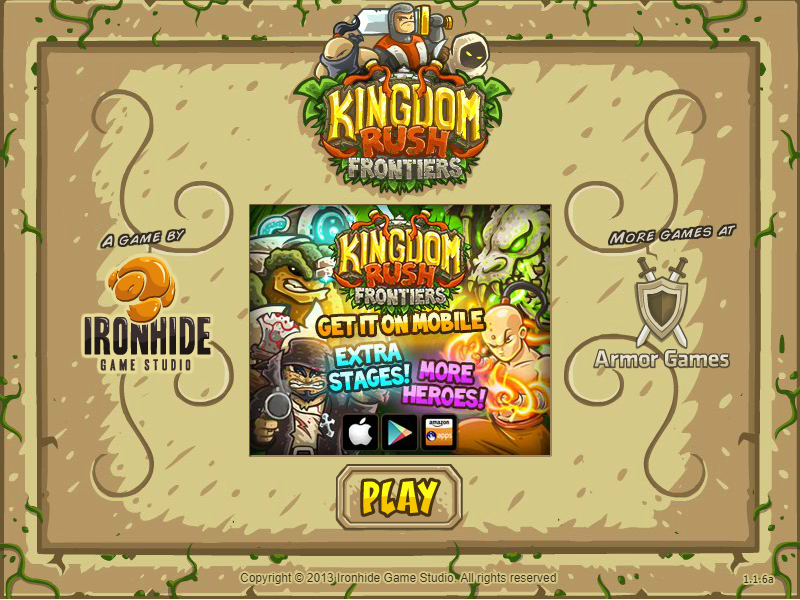 KINGDOM
RUSH
FRONTIERS
A GAME BY
IRONHIDE
GAME STUDIO
MORE GAMES AT
Armor Games
KINGDOM
RUSH
FRONTIERS
GET IT ON MOBILE
EXTRA
STAGES!
MORE
HEROES!
amazon
apps
PLAY
Copyright © 2013 Ironhide Game Studio. All rights reserved
1.1.6a